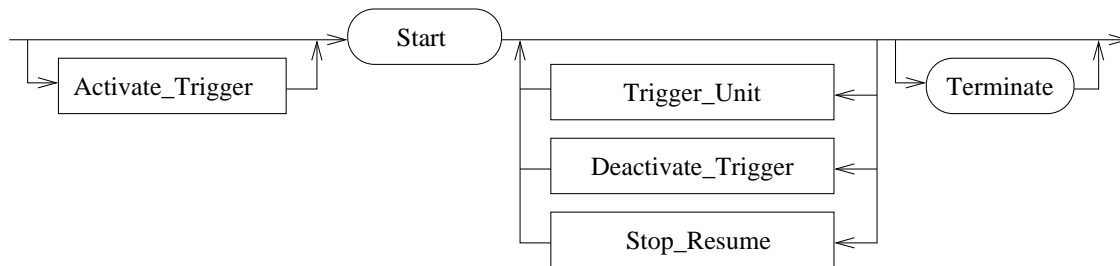 Start
Activate_Trigger
Trigger_Unit
Terminate
Deactivate_Trigger
Stop_Resume